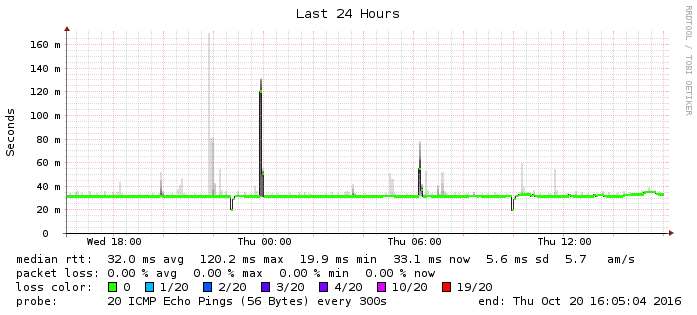 Last 24 Hours
RRDTOOL / TOBI OETIKER
Seconds
160 m
140 m
120 m
100 m
80 m
60 m
40 m
20 m
0
Wed 18:00 Thu 00:00 Thu 06:00 Thu 12:00
median rtt: 32.0 ms avg 120.2 ms max 19.9 ms min 33.1 ms now 5.6 ms sd 5.7 am/s
packet loss: 0.00 % avg 0.00 % max 0.00 % min 0.00 % now
loss color: 0 1/20 2/20 3/20 4/20 10/20 19/20
probe: 20 ICMP Echo Pings (56 Bytes) every 300s end: Thu Oct 20 16:05:04 2016